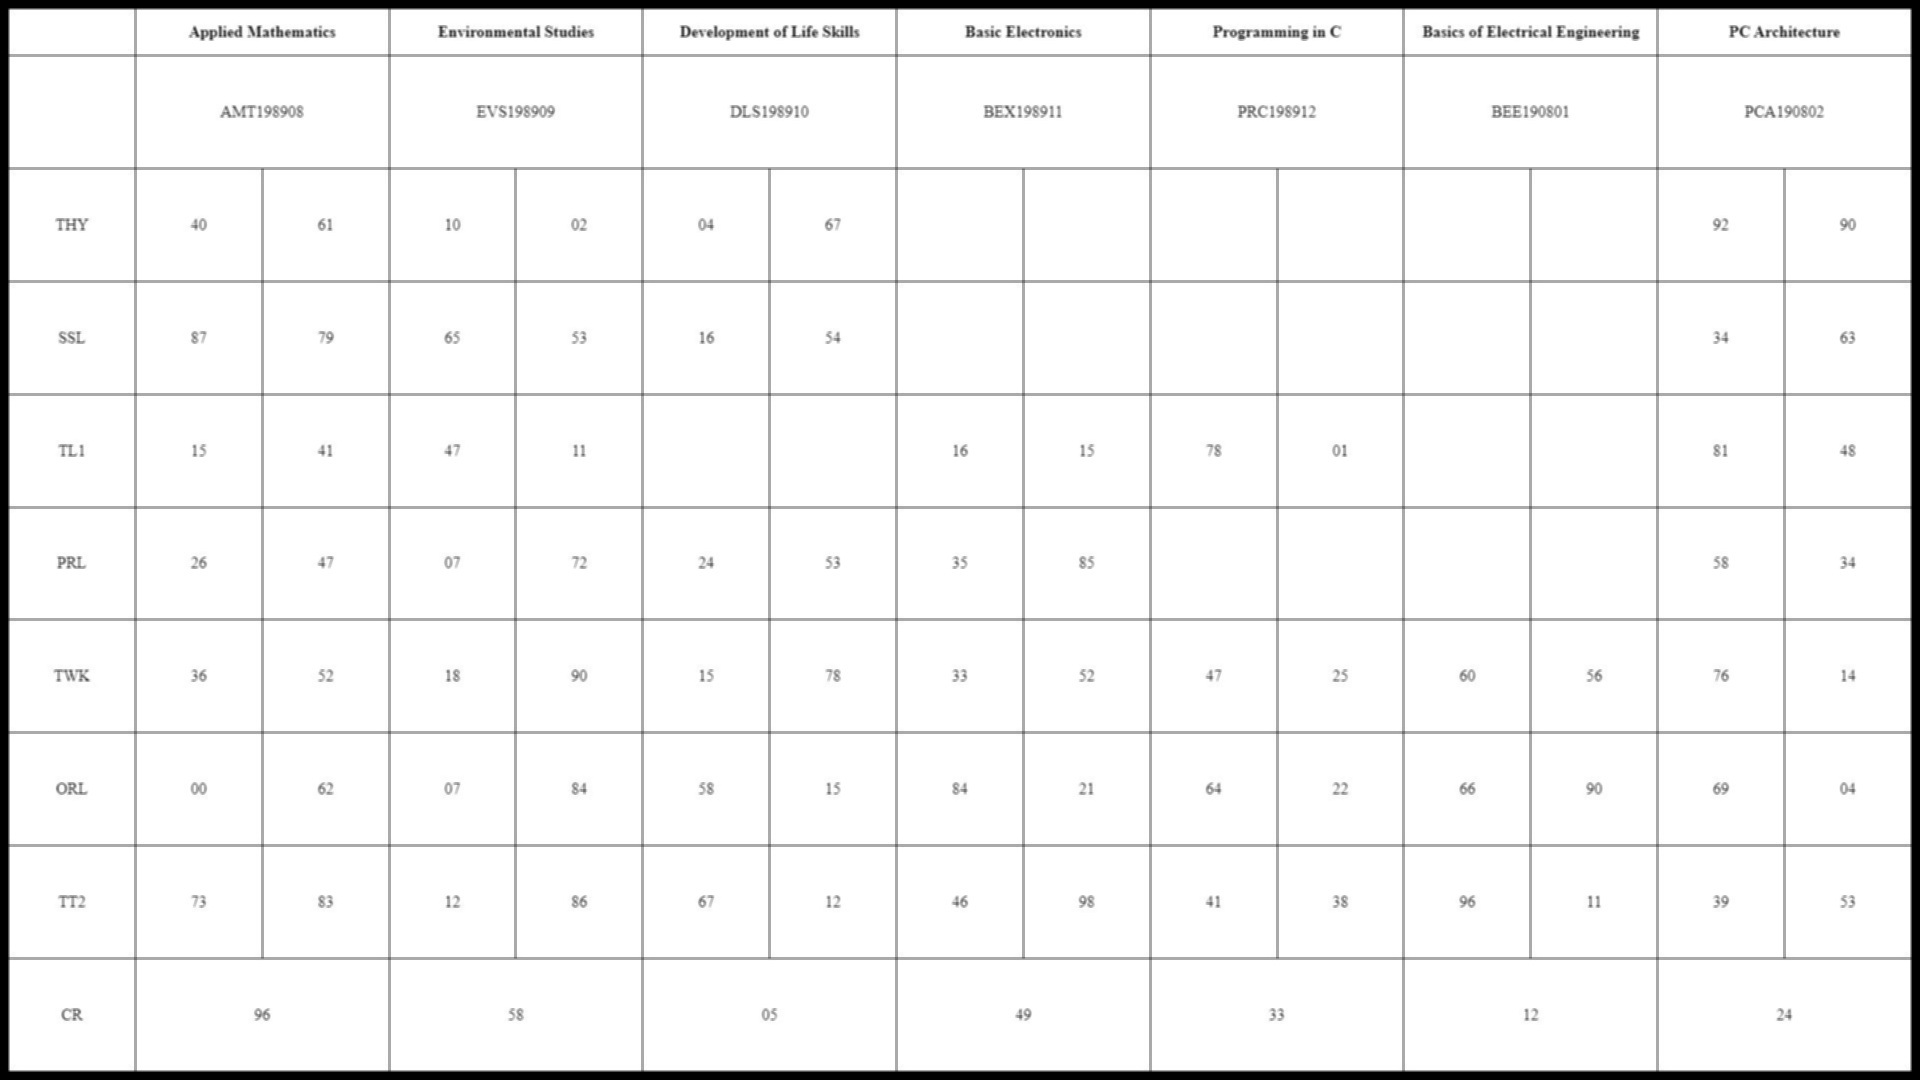 Applied Mathematics Environmental Studies Development of Life Skills Basic Electronics Programming in C Basics of Electrical Engineering PC Architecture
AMT198908 EVS198909 DLS198910 BEX198911 PRC198912 BEE190801 PCA190802
THY 40 61 10 02 04 67 92 90
SSL 87 79 65 53 16 54 34 63
TL1 15 41 47 11 16 15 78 01 81 48
PRL 26 47 07 72 24 53 35 85 58 34
TWK 36 52 18 90 15 78 33 52 47 25 60 56 76 14
ORL 00 62 07 84 58 15 84 21 64 22 66 90 69 04
TT2 73 83 12 86 67 12 46 98 41 38 96 11 39 53
CR 96 58 05 49 33 12 24